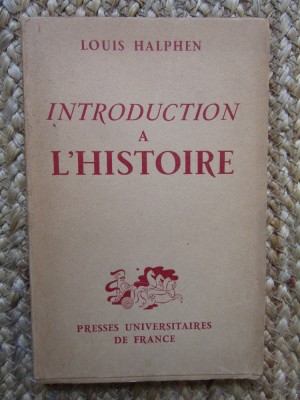 LOUIS HALPHEN
INTRODUCTION
A
L'HISTOIRE
PRESSES UNIVERSITAIRES
DE FRANCE